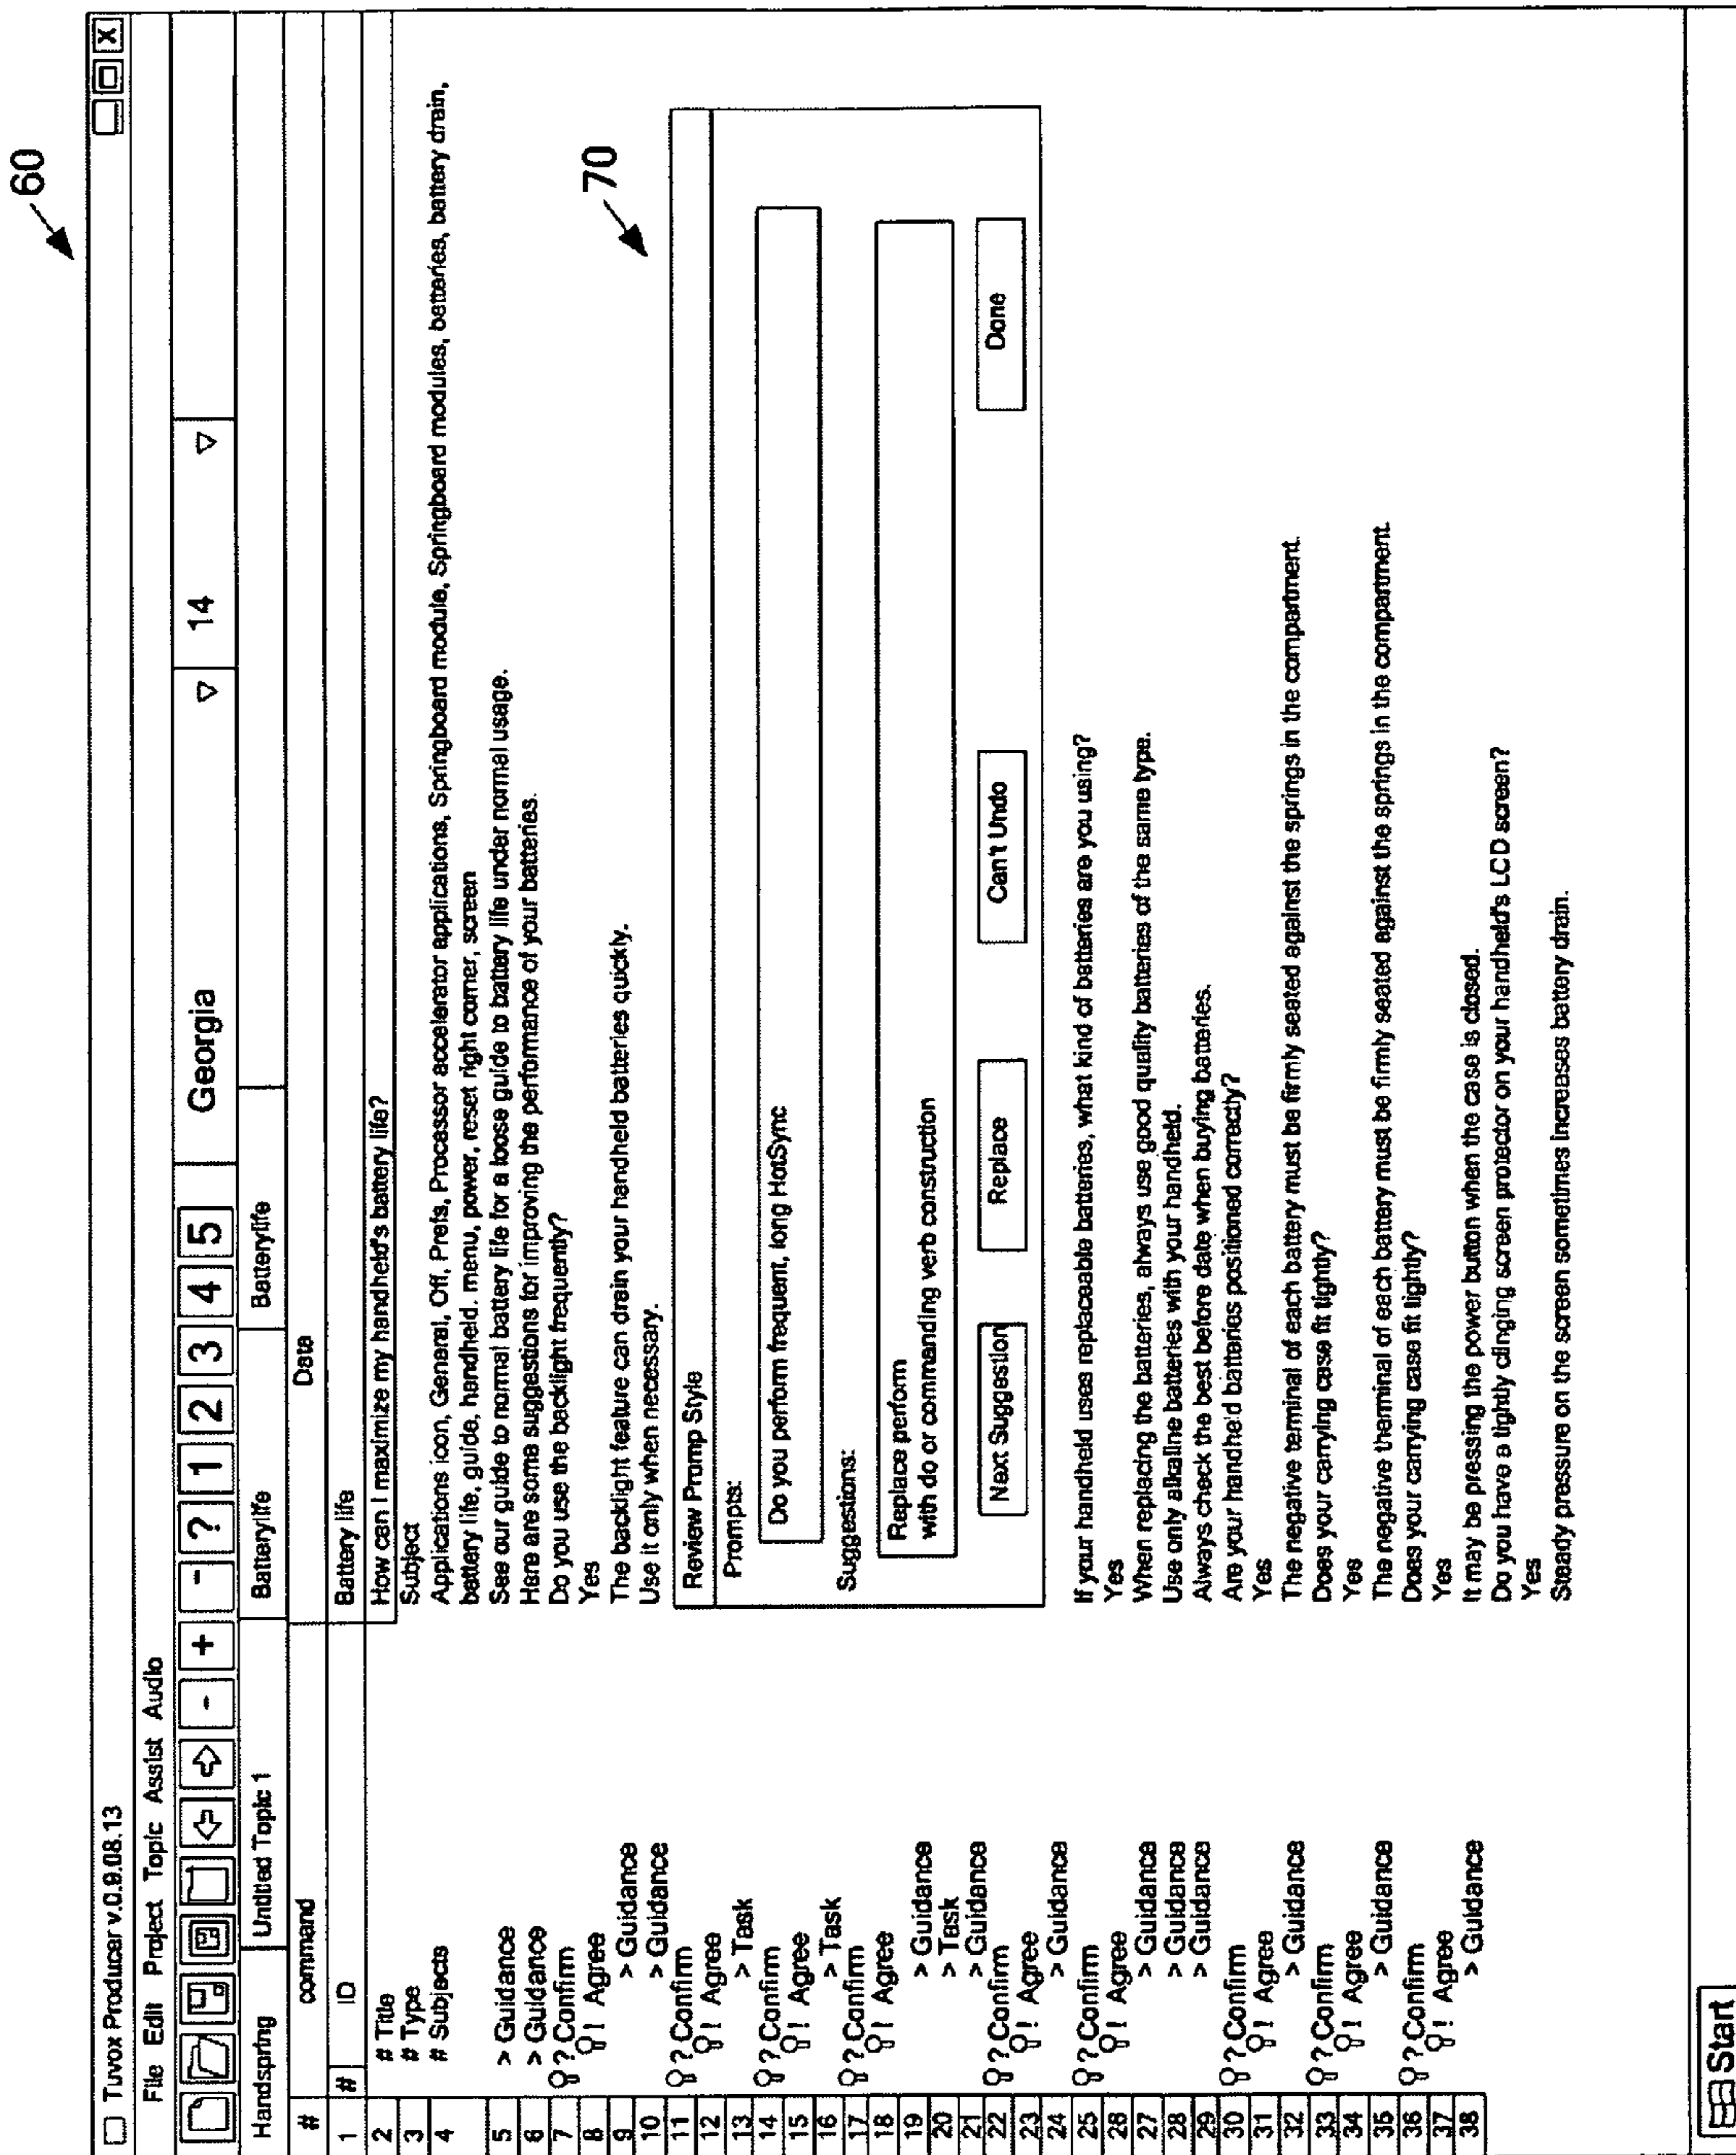 60
Tuvox Producer v.0.9.08.13
File Edit Project Topic Assist Audio
- + - ? 1 2 3 4 5 Georgia 14
Handspring Untitled Topic 1 Batterylife Batterylife
# command Data
1 # ID Battery life
2 # Title How can I maximize my handheld's battery life?
3 # Type Subject
4 # Subjects Applications icon, General, Off, Prefs, Processor accelerator applications, Springboard module, Springboard modules, batteries, battery drain,
battery life, guide, handheld. menu, power, reset right corner, screen
5 > Guidance See our guide to normal battery life for a loose guide to battery life under normal usage.
6 > Guidance Here are some suggestions for improving the performance of your batteries.
7 ? Confirm Do you use the backlight frequently?
8 ! Agree Yes
9 > Guidance The backlight feature can drain your handheld batteries quickly.
10 > Guidance Use it only when necessary.
11 ? Confirm
12 ! Agree
13 > Task
14 ? Confirm
15 ! Agree
16 > Task
17 ? Confirm
18 ! Agree
19 > Guidance
20 > Task
21 > Guidance
70
Review Promp Style
Prompts:
Do you perform frequent, long HotSync
Suggestions:
Replace perform
with do or commanding verb construction
Next Suggestion Replace Can't Undo Done
22 ? Confirm
23 ! Agree
24 > Guidance
25 ? Confirm If your handheld uses replaceable batteries, what kind of batteries are you using?
26 ! Agree Yes
27 > Guidance When replacing the batteries, always use good quality batteries of the same type.
28 > Guidance Use only alkaline batteries with your handheld.
29 > Guidance Always check the best before date when buying batteries.
30 ? Confirm Are your handheld batteries positioned correctly?
31 ! Agree Yes
32 > Guidance The negative terminal of each battery must be firmly seated against the springs in the compartment.
33 ? Confirm Does your carrying case fit tightly?
34 ! Agree Yes
35 > Guidance The negative therminal of each battery must be firmly seated against the springs in the compartment.
36 ? Confirm Does your carrying case fit tightly?
37 ! Agree Yes
38 > Guidance It may be pressing the power button when the case is closed.
Do you have a tightly clinging screen protector on your handheld's LCD screen?
Yes
Steady pressure on the screen sometimes increases battery drain.
Start